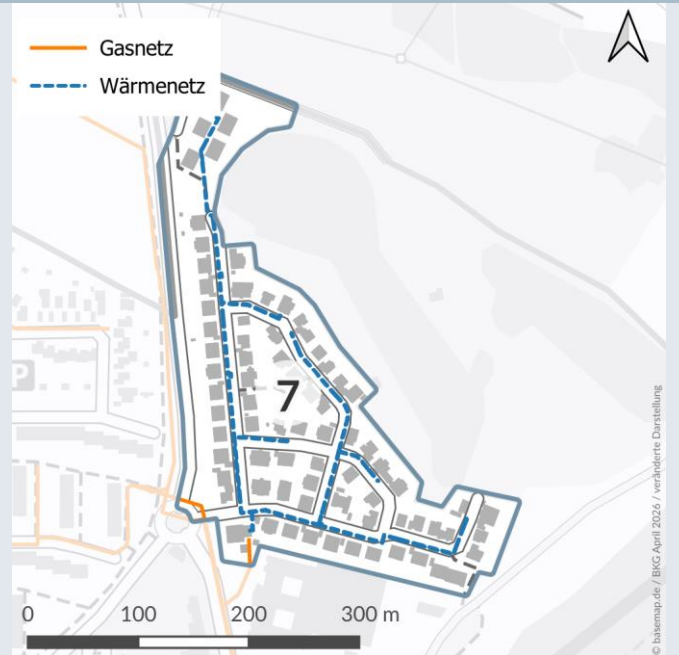 Gasnetz
Wärmenetz
P
7
0 100 200 300 m
© basemap.de / BKG April 2026 / veränderte Darstellung